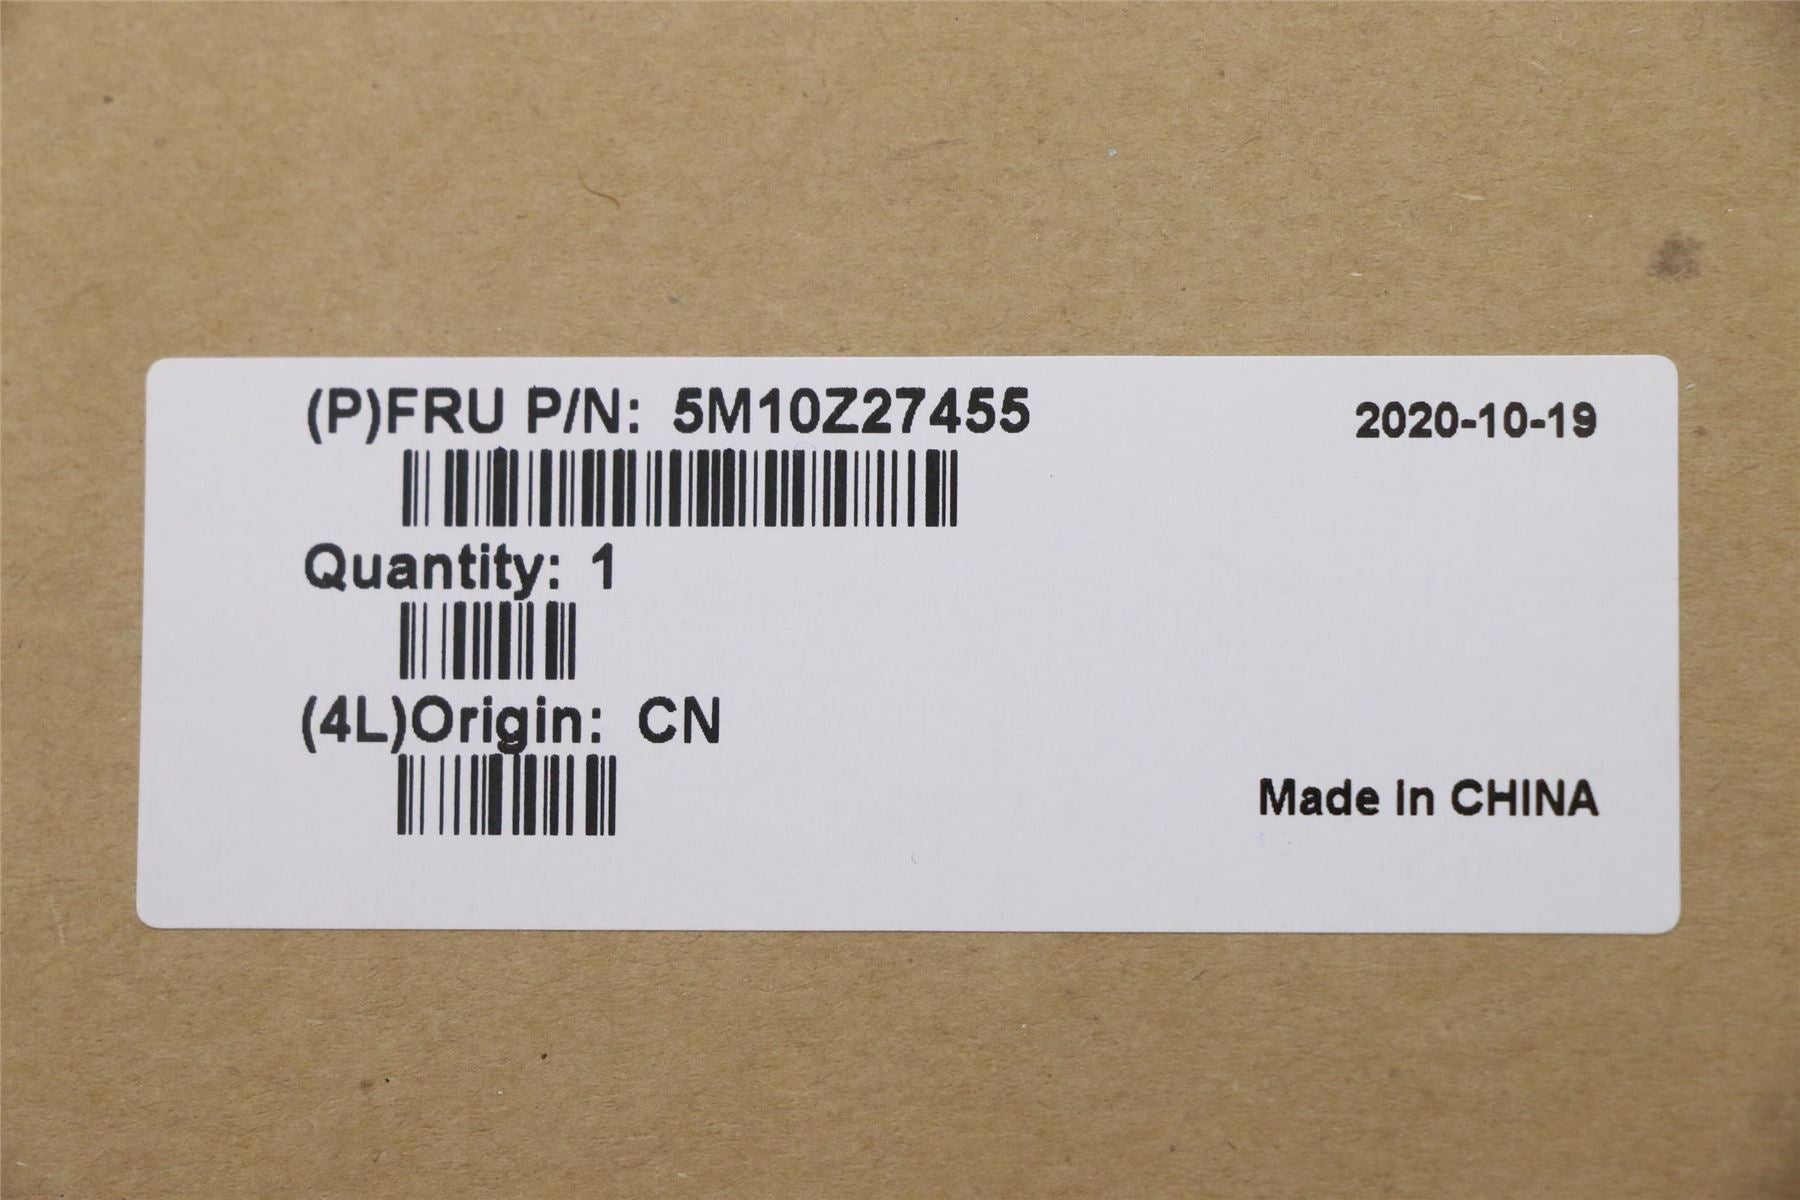 (P)FRU P/N: 5M10Z27455
2020-10-19
Quantity: 1
(4L)Origin: CN
Made in CHINA